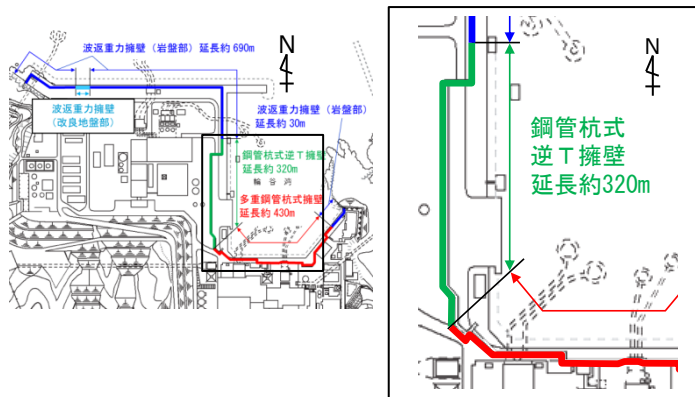 波返重力擁壁（岩盤部）延長約690m
N
波返重力擁壁
（改良地盤部）
波返重力擁壁（岩盤部）
延長約30m
鋼管杭式逆Ｔ擁壁
延長約320m
輪谷湾
多重鋼管杭式擁壁
延長約430m
N
鋼管杭式
逆Ｔ擁壁
延長約320m